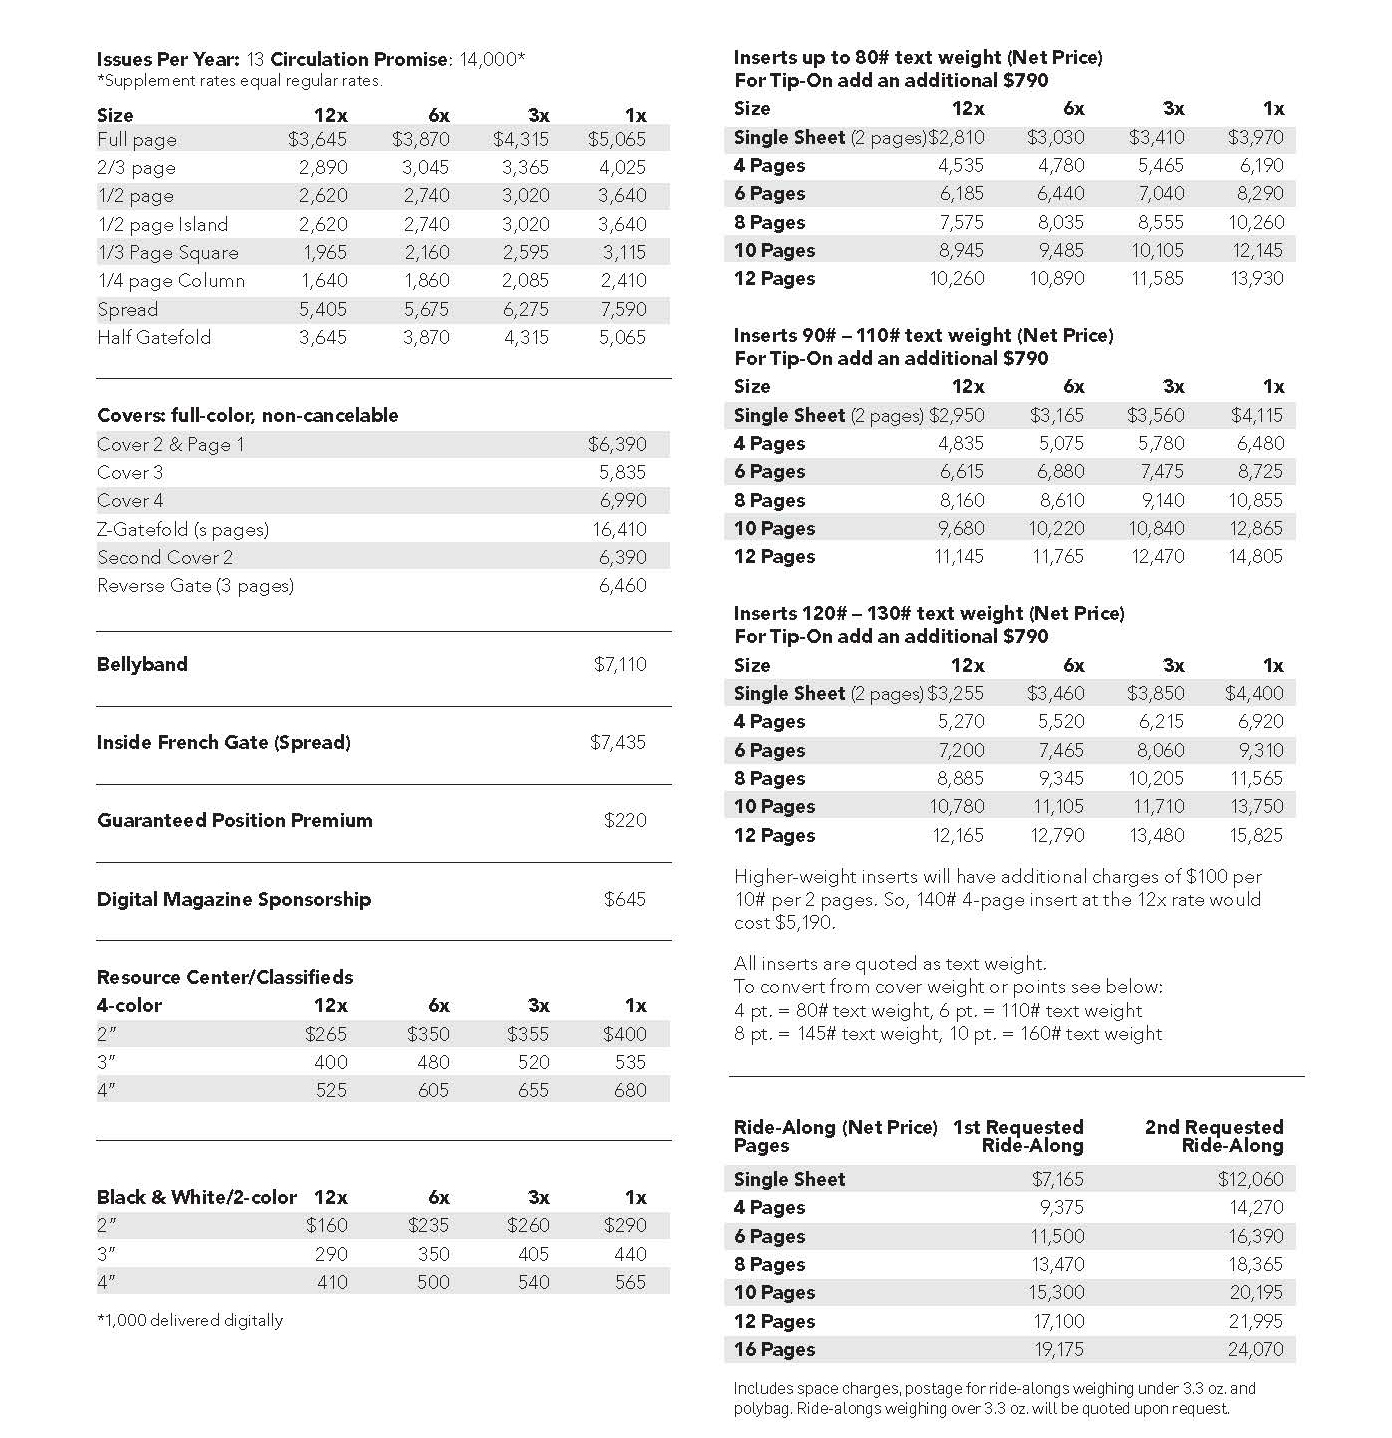 Issues Per Year: 13 Circulation Promise: 14,000*
*Supplement rates equal regular rates.
Size 12x 6x 3x 1x
Full page $3,645 $3,870 $4,315 $5,065
2/3 page 2,890 3,045 3,365 4,025
1/2 page 2,620 2,740 3,020 3,640
1/2 page Island 2,620 2,740 3,020 3,640
1/3 Page Square 1,965 2,160 2,595 3,115
1/4 page Column 1,640 1,860 2,085 2,410
Spread 5,405 5,675 6,275 7,590
Half Gatefold 3,645 3,870 4,315 5,065
Covers: full-color, non-cancelable
Cover 2 & Page 1 $6,390
Cover 3 5,835
Cover 4 6,990
Z-Gatefold (s pages) 16,410
Second Cover 2 6,390
Reverse Gate (3 pages) 6,460
Bellyband $7,110
Inside French Gate (Spread) $7,435
Guaranteed Position Premium $220
Digital Magazine Sponsorship $645
Resource Center/Classifieds
4-color 12x 6x 3x 1x
2" $265 $350 $355 $400
3" 400 480 520 535
4" 525 605 655 680
Black & White/2-color 12x 6x 3x 1x
2" $160 $235 $260 $290
3" 290 350 405 440
4" 410 500 540 565
*1,000 delivered digitally
Inserts up to 80# text weight (Net Price)
For Tip-On add an additional $790
Size 12x 6x 3x 1x
Single Sheet (2 pages) $2,810 $3,030 $3,410 $3,970
4 Pages 4,535 4,780 5,465 6,190
6 Pages 6,185 6,440 7,040 8,290
8 Pages 7,575 8,035 8,555 10,260
10 Pages 8,945 9,485 10,105 12,145
12 Pages 10,260 10,890 11,585 13,930
Inserts 90# – 110# text weight (Net Price)
For Tip-On add an additional $790
Size 12x 6x 3x 1x
Single Sheet (2 pages) $2,950 $3,165 $3,560 $4,115
4 Pages 4,835 5,075 5,780 6,480
6 Pages 6,615 6,880 7,475 8,725
8 Pages 8,160 8,610 9,140 10,855
10 Pages 9,680 10,220 10,840 12,865
12 Pages 11,145 11,765 12,470 14,805
Inserts 120# – 130# text weight (Net Price)
For Tip-On add an additional $790
Size 12x 6x 3x 1x
Single Sheet (2 pages) $3,255 $3,460 $3,850 $4,400
4 Pages 5,270 5,520 6,215 6,920
6 Pages 7,200 7,465 8,060 9,310
8 Pages 8,885 9,345 10,205 11,565
10 Pages 10,780 11,105 11,710 13,750
12 Pages 12,165 12,790 13,480 15,825
Higher-weight inserts will have additional charges of $100 per
10# per 2 pages. So, 140# 4-page insert at the 12x rate would
cost $5,190.
All inserts are quoted as text weight.
To convert from cover weight or points see below:
4 pt. = 80# text weight, 6 pt. = 110# text weight
8 pt. = 145# text weight, 10 pt. = 160# text weight
Ride-Along (Net Price) 1st Requested 2nd Requested
Pages Ride-Along Ride-Along
Single Sheet $7,165 $12,060
4 Pages 9,375 14,270
6 Pages 11,500 16,390
8 Pages 13,470 18,365
10 Pages 15,300 20,195
12 Pages 17,100 21,995
16 Pages 19,175 24,070
Includes space charges, postage for ride-alongs weighing under 3.3 oz. and
polybag. Ride-alongs weighing over 3.3 oz. will be quoted upon request.